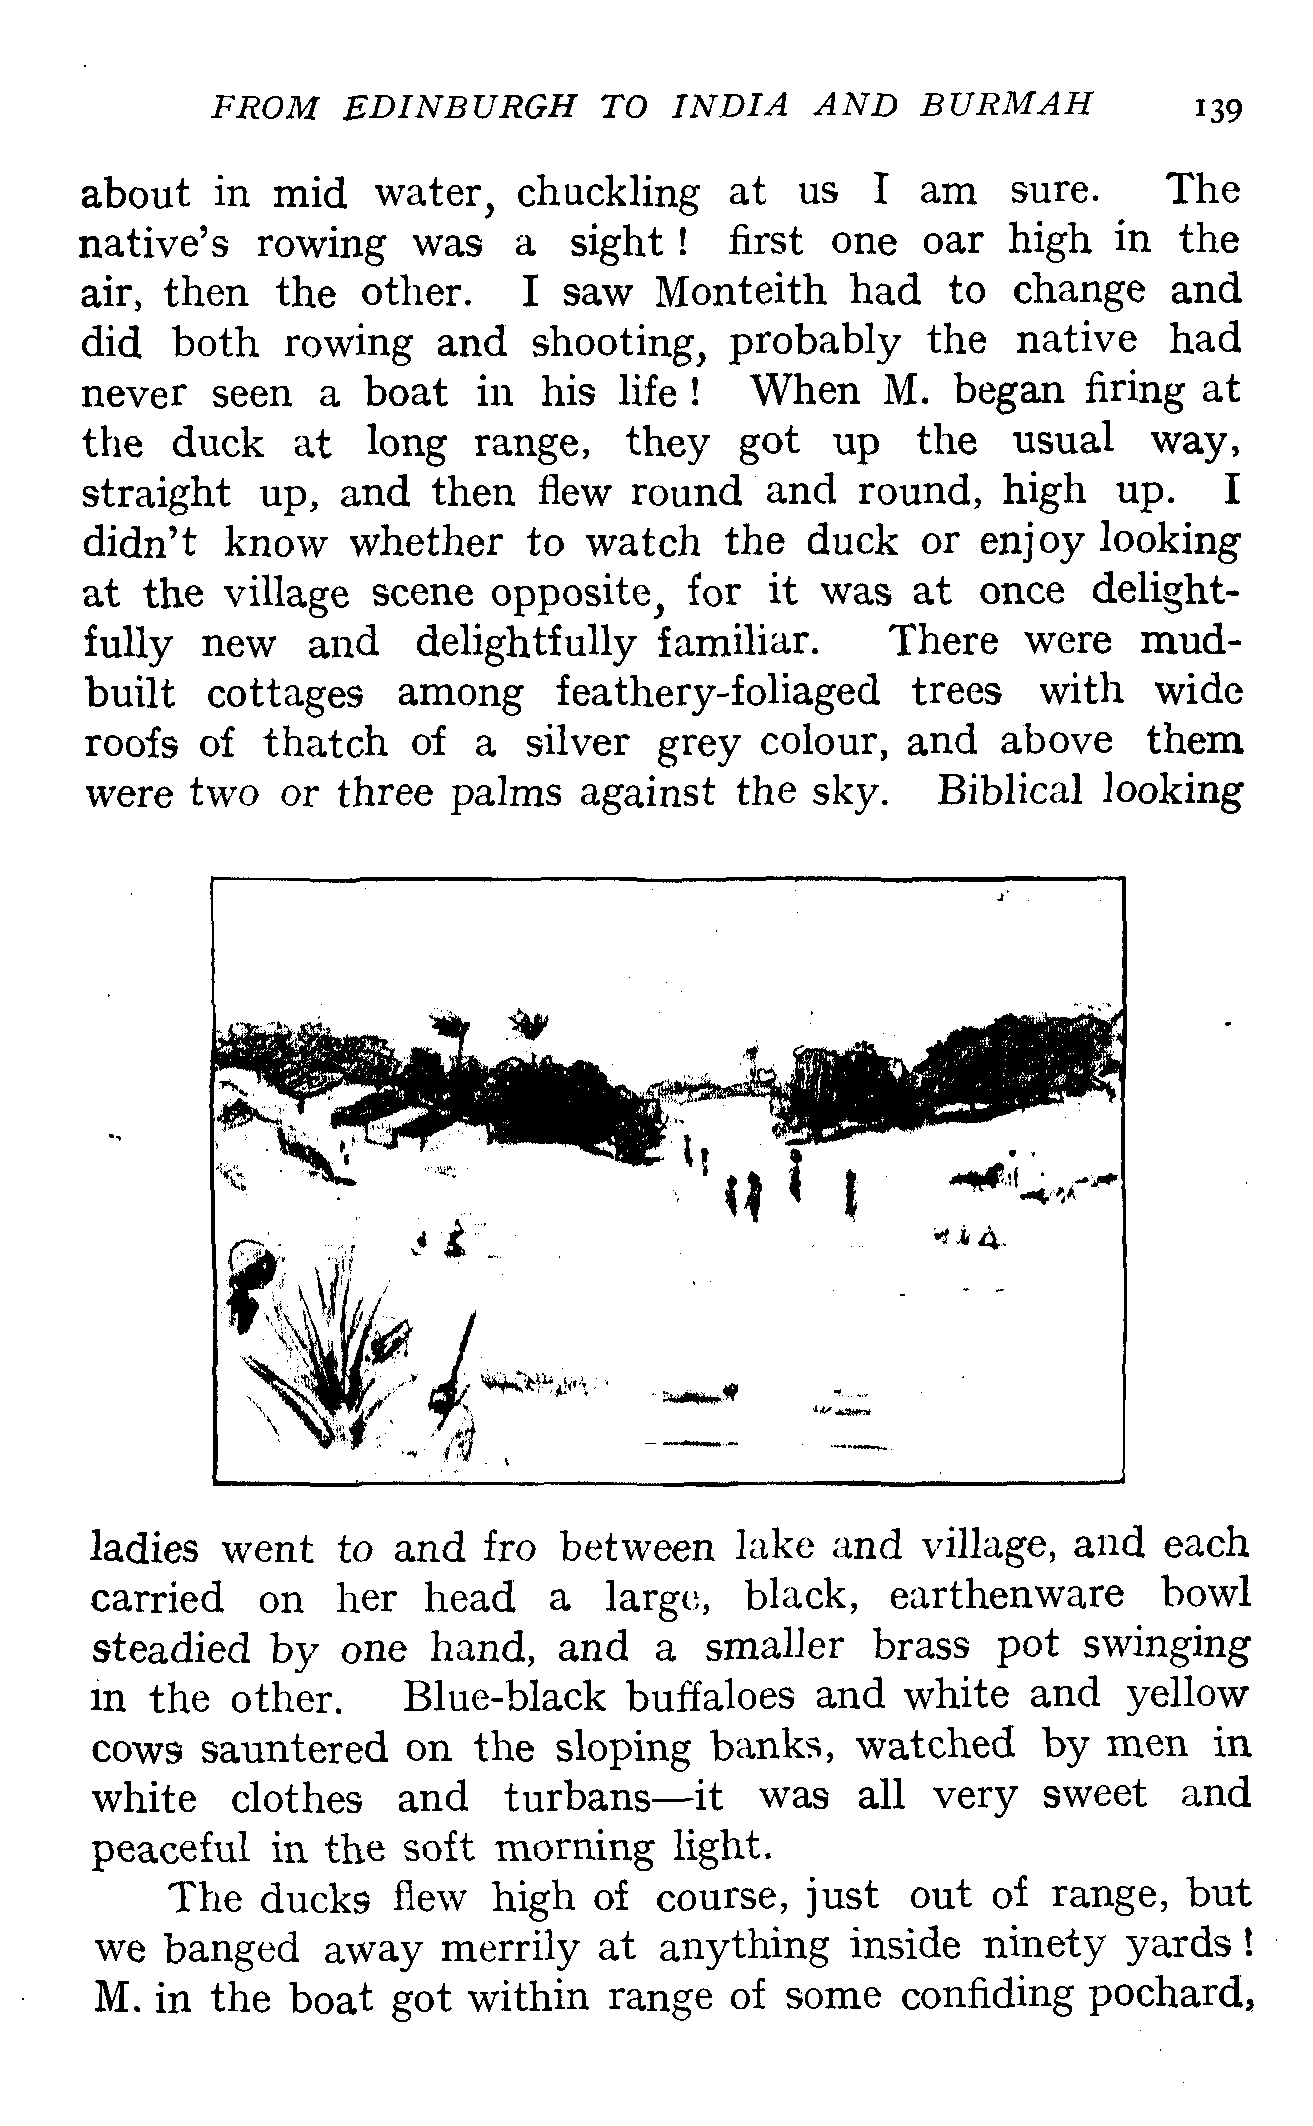 FROM EDINBURGH TO INDIA AND BURMAH 139
about in mid water, chuckling at us I am sure. The
native's rowing was a sight ! first one oar high in the
air, then the other. I saw Monteith had to change and
did both rowing and shooting, probably the native had
never seen a boat in his life ! When M. began firing at
the duck at long range, they got up the usual way,
straight up, and then flew round and round, high up. I
didn't know whether to watch the duck or enjoy looking
at the village scene opposite, for it was at once delight-
fully new and delightfully familiar. There were mud-
built cottages among feathery-foliaged trees with wide
roofs of thatch of a silver grey colour, and above them
were two or three palms against the sky. Biblical looking
ladies went to and fro between lake and village, and each
carried on her head a large, black, earthenware bowl
steadied by one hand, and a smaller brass pot swinging
in the other. Blue-black buffaloes and white and yellow
cows sauntered on the sloping banks, watched by men in
white clothes and turbans—it was all very sweet and
peaceful in the soft morning light.
The ducks flew high of course, just out of range, but
we banged away merrily at anything inside ninety yards !
M. in the boat got within range of some confiding pochard,